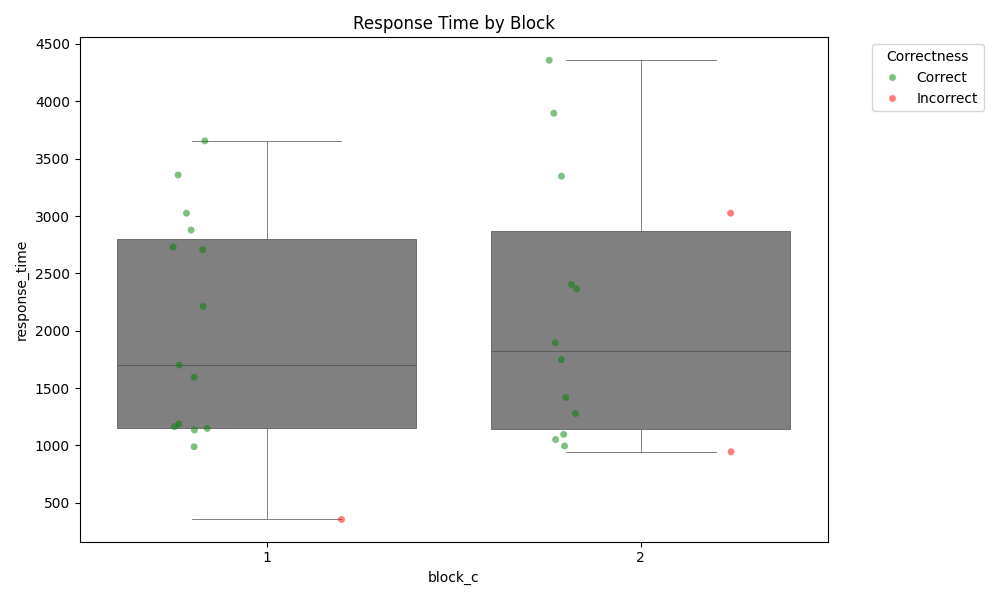 Response Time by Block
Correctness
Correct
Incorrect
4500
4000
3500
3000
2500
2000
1500
1000
500
response_time
1
2
block_c